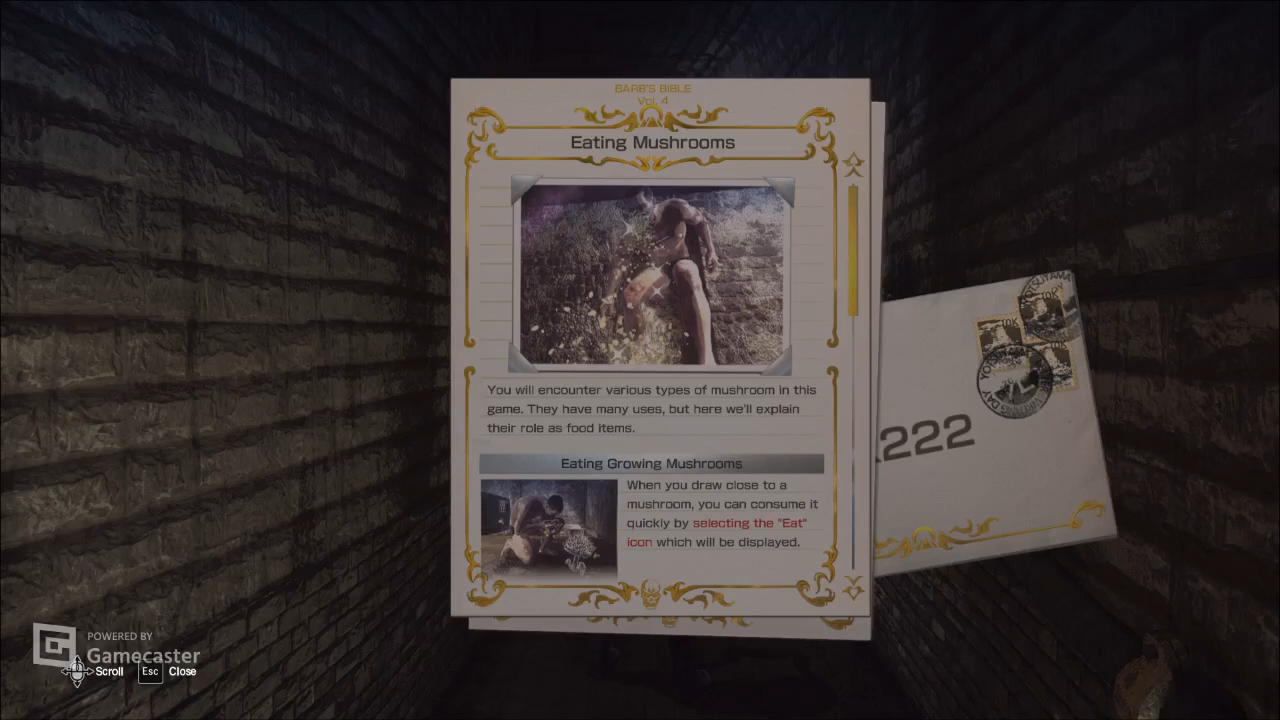 BARB'S BIBLE
Vol. 4
Eating Mushrooms
You will encounter various types of mushroom in this
game. They have many uses, but here we'll explain
their role as food items.
Eating Growing Mushrooms
When you draw close to a
mushroom, you can consume it
quickly by selecting the "Eat"
icon which will be displayed.
222
POWERED BY
Gamecaster
Scroll
Esc
Close